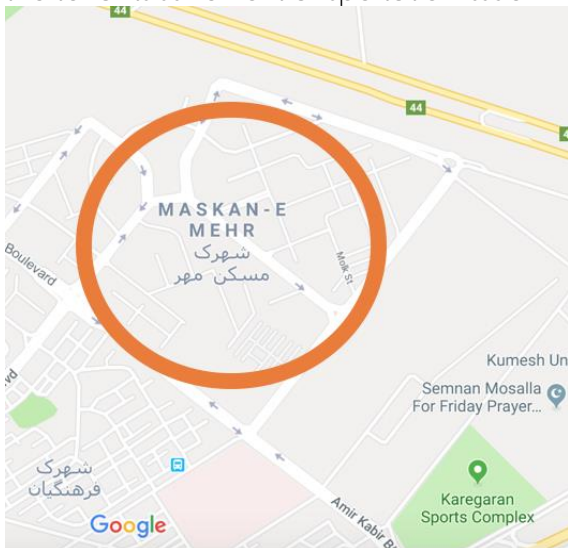 44
44
MASKAN-E
MEHR
شهرک
مسکن مهر
Molk St
Boulevard
Kumesh Un
Semnan Mosalla
For Friday Prayer...
شهرک
فرهنگیان
Karegaran
Sports Complex
Amir Kabir B
Google